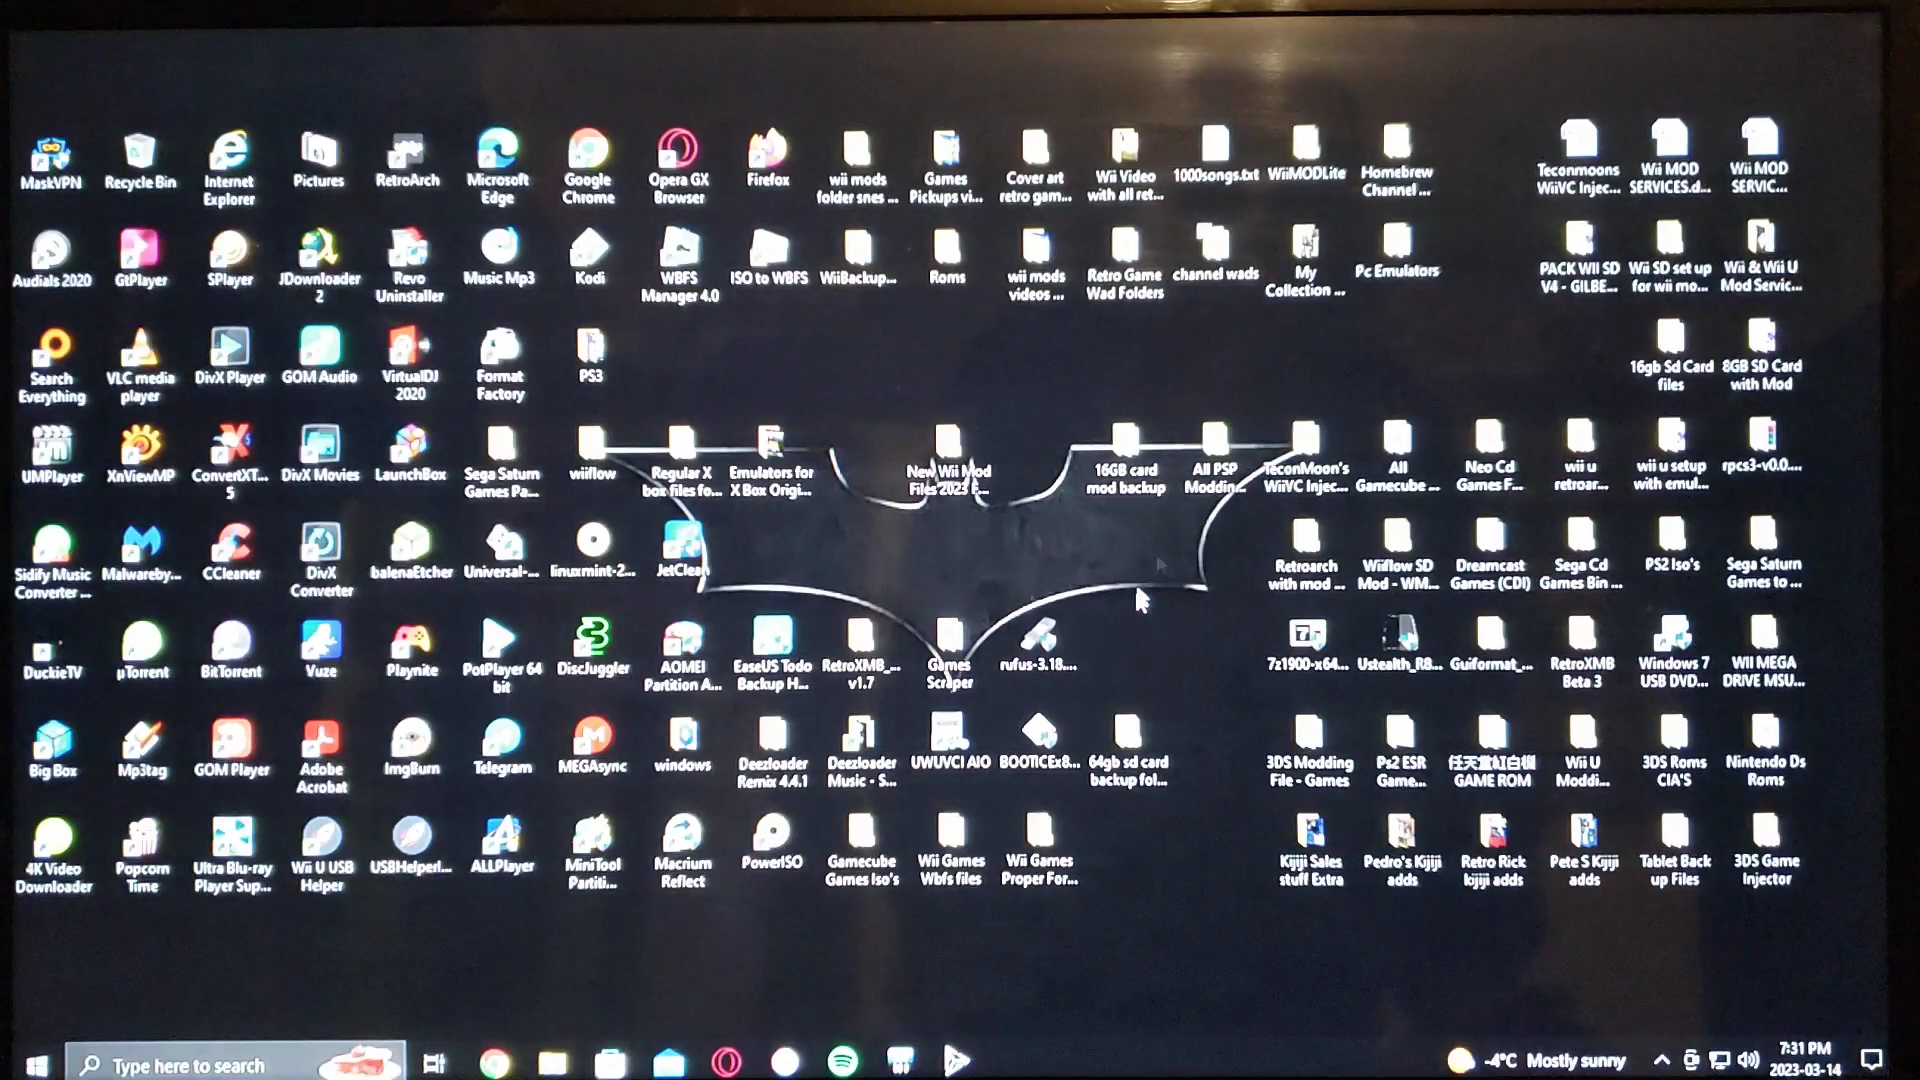 MaskVPN
Recycle Bin
Internet
Explorer
Pictures
RetroArch
Microsoft
Edge
Google
Chrome
Opera GX
Browser
Firefox
wii mods
folder snes ...
Games
Pickups vi...
Cover art
retro gam...
Wii Video
with all ret...
1000songs.txt
WiiMODLite
Homebrew
Channel ...
Teconmoons
WiiVC Injec...
Wii MOD
SERVICES.d...
Wii MOD
SERVIC...
Audials 2020
GtPlayer
SPlayer
JDownloader
2
Revo
Uninstaller
Music Mp3
Kodi
WBFS
Manager 4.0
ISO to WBFS
WiiBackup...
Roms
wii mods
videos ...
Retro Game
Wad Folders
channel wads
My
Collection ...
Pc Emulators
PACK WII SD
V4 - GILBE...
Wii SD set up
for wii mo...
Wii & Wii U
Mod Servic...
Search
Everything
VLC media
player
DivX Player
GOM Audio
VirtualDJ
2020
Format
Factory
PS3
16gb Sd Card
files
8GB SD Card
with Mod
UMPlayer
XnViewMP
ConvertXT...
5
DivX Movies
LaunchBox
Sega Saturn
Games Pa...
wiiflow
Regular X
box files fo...
Emulators for
X Box Origi...
New Wii Mod
Files 2023 F...
16GB card
mod backup
All PSP
Moddin...
TeconMoon's
WiiVC Injec...
All
Gamecube ...
Neo Cd
Games F...
wii u
retroar...
wii u setup
with emul...
rpcs3-v0.0....
Sidify Music
Converter ...
Malwareby...
CCleaner
DivX
Converter
balenaEtcher
Universal-...
linuxmint-2...
JetClean
Retroarch
with mod ...
Wiiflow SD
Mod - WM...
Dreamcast
Games (CDI)
Sega Cd
Games Bin ...
PS2 Iso's
Sega Saturn
Games to ...
DuckieTV
µTorrent
BitTorrent
Vuze
Playnite
PotPlayer 64
bit
DiscJuggler
AOMEI
Partition A...
EaseUS Todo
Backup H...
RetroXMB_...
v1.7
Games
Scraper
rufus-3.18....
7z1900-x64...
Ustealth_R8...
Guiformat_...
RetroXMB
Beta 3
Windows 7
USB DVD...
WII MEGA
DRIVE MSU...
Big Box
Mp3tag
GOM Player
Adobe
Acrobat
ImgBurn
Telegram
MEGAsync
windows
Deezloader
Remix 4.4.1
Deezloader
Music - S...
UWUVCI AIO
BOOTICEx8...
64gb sd card
backup fol...
3DS Modding
File - Games
Ps2 ESR
Game...
任天堂紅白機
GAME ROM
Wii U
Moddi...
3DS Roms
CIA'S
Nintendo Ds
Roms
4K Video
Downloader
Popcorn
Time
Ultra Blu-ray
Player Sup...
Wii U USB
Helper
USBHelperl...
ALLPlayer
MiniTool
Partiti...
Macrium
Reflect
PowerISO
Gamecube
Games Iso's
Wii Games
Wbfs files
Wii Games
Proper For...
Kijiji Sales
stuff Extra
Pedro's Kijiji
adds
Retro Rick
kijiji adds
Pete S Kijiji
adds
Tablet Back
up Files
3DS Game
Injector
Type here to search
-4°C Mostly sunny
7:31 PM
2023-03-14